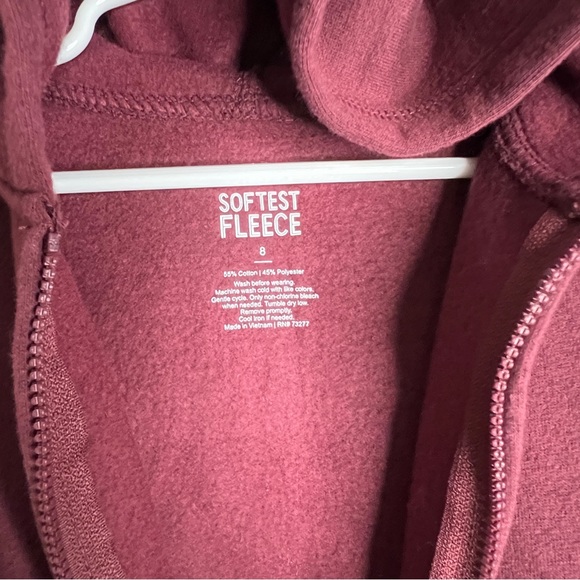 SOFTEST
FLEECE
8
55% Cotton | 45% Polyester
Wash before wearing.
Machine wash cold with like colors.
Gentle cycle. Only non-chlorine bleach
when needed. Tumble dry low.
Remove promptly.
Cool Iron if needed.
Made in Vietnam | RN# 73277